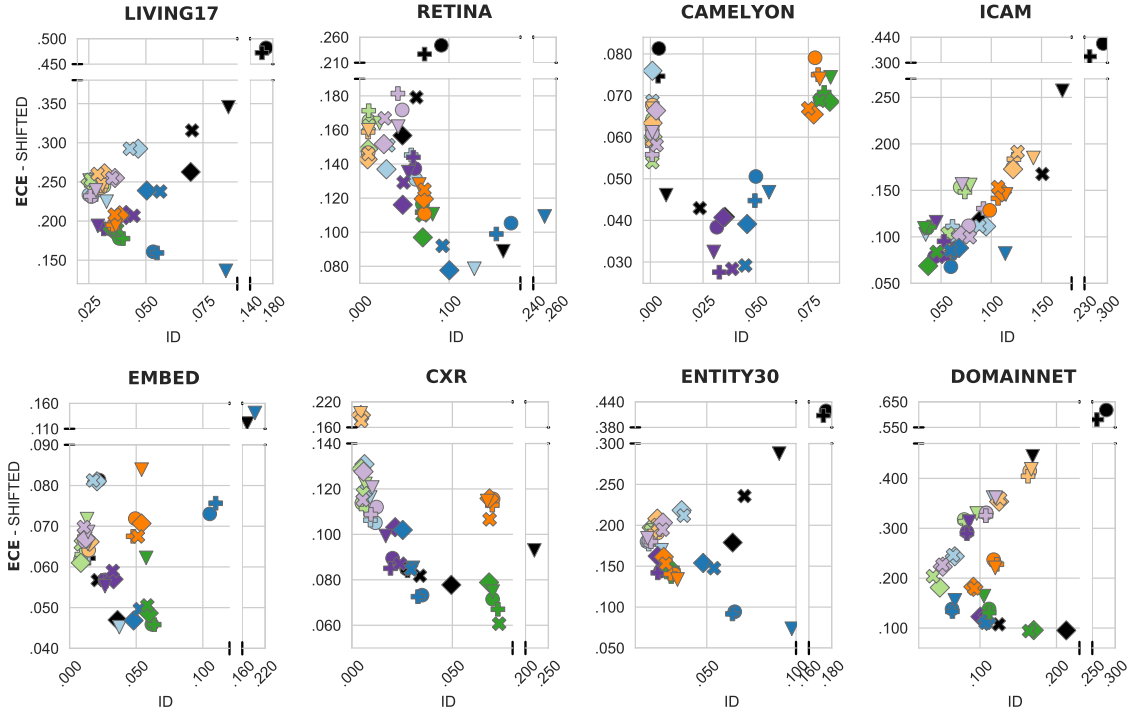 LIVING17 RETINA CAMELYON ICAM
.500
.450
.350
.300
.250
.200
.150
ECE - SHIFTED
.025 .050 .075 .140 .180
ID
.260
.210
.180
.160
.140
.120
.100
.080
.000 .100 .240 .260
ID
.080
.070
.060
.050
.040
.030
.000 .025 .050 .075
ID
.440
.300
.250
.200
.150
.100
.050
.050 .100 .150 .230 .300
ID
EMBED CXR ENTITY30 DOMAINNET
.160
.110
.090
.080
.070
.060
.050
.040
ECE - SHIFTED
.000 .050 .100 .160 .220
ID
.220
.160
.140
.120
.100
.080
.060
.000 .050 .200 .250
ID
.440
.380
.300
.250
.200
.150
.100
.050
.050 .100 .160 .180
ID
.650
.550
.400
.300
.200
.100
.100 .200 .250 .300
ID